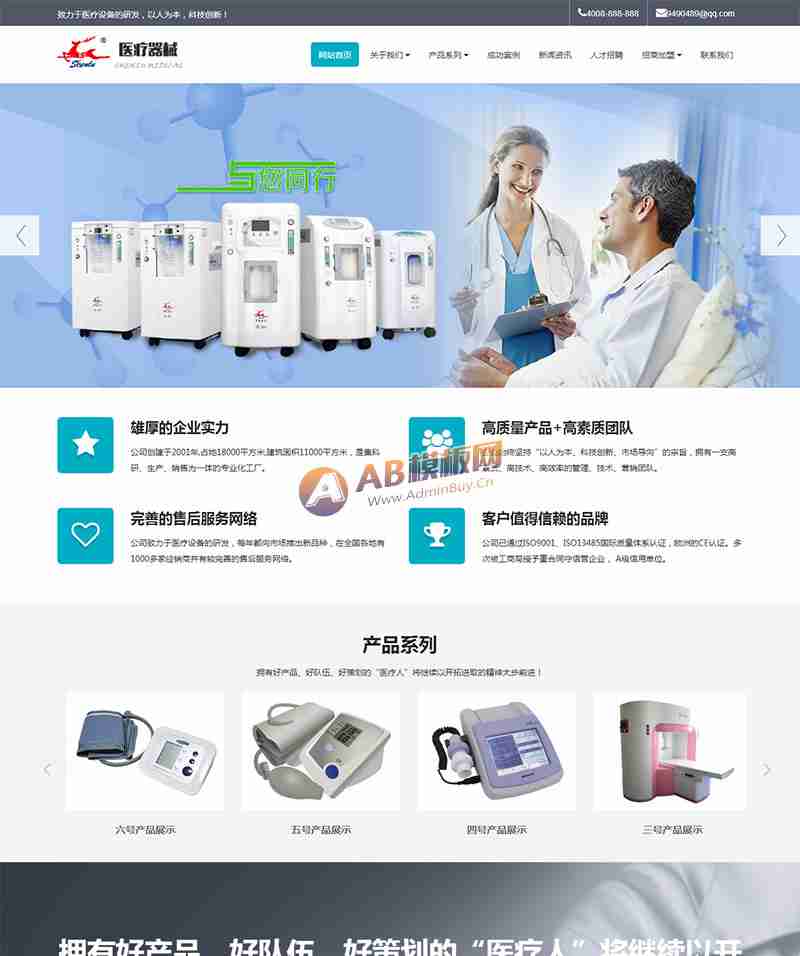 致力于医疗设备的研发，以人为本，科技创新！
4008-888-888
9490489@qq.com
Shenlu
®
医疗器械
SHENLU MEDICAL
网站首页
关于我们
产品系列
成功案例
新闻资讯
人才招聘
招商加盟
联系我们
与您同行
雄厚的企业实力
公司创建于2001年,占地18000平方米,建筑面积11000平方米，是集科
研、生产、销售为一体的专业化工厂。
高质量产品+高素质团队
坚持“以人为本、科技创新、市场导向”的宗旨，拥有一支高
高技术、高效率的管理、技术、营销团队。
AB模板网
Www.AdminBuy.Cn
完善的售后服务网络
公司致力于医疗设备的研发，每年都向市场推出新品种，在全国各地有
1000多家经销商并有较完善的售后服务网络。
客户值得信赖的品牌
公司已通过ISO9001、ISO13485国际质量体系认证，欧洲的CE认证。多
次被工商局授予重合同守信誉企业，A级信用单位。
产品系列
拥有好产品、好队伍、好策划的“医疗人”将继续以开拓进取的精神大步前进！
六号产品展示
五号产品展示
四号产品展示
三号产品展示
拥有好产品、好队伍、好策划的“医疗人”将继续以开